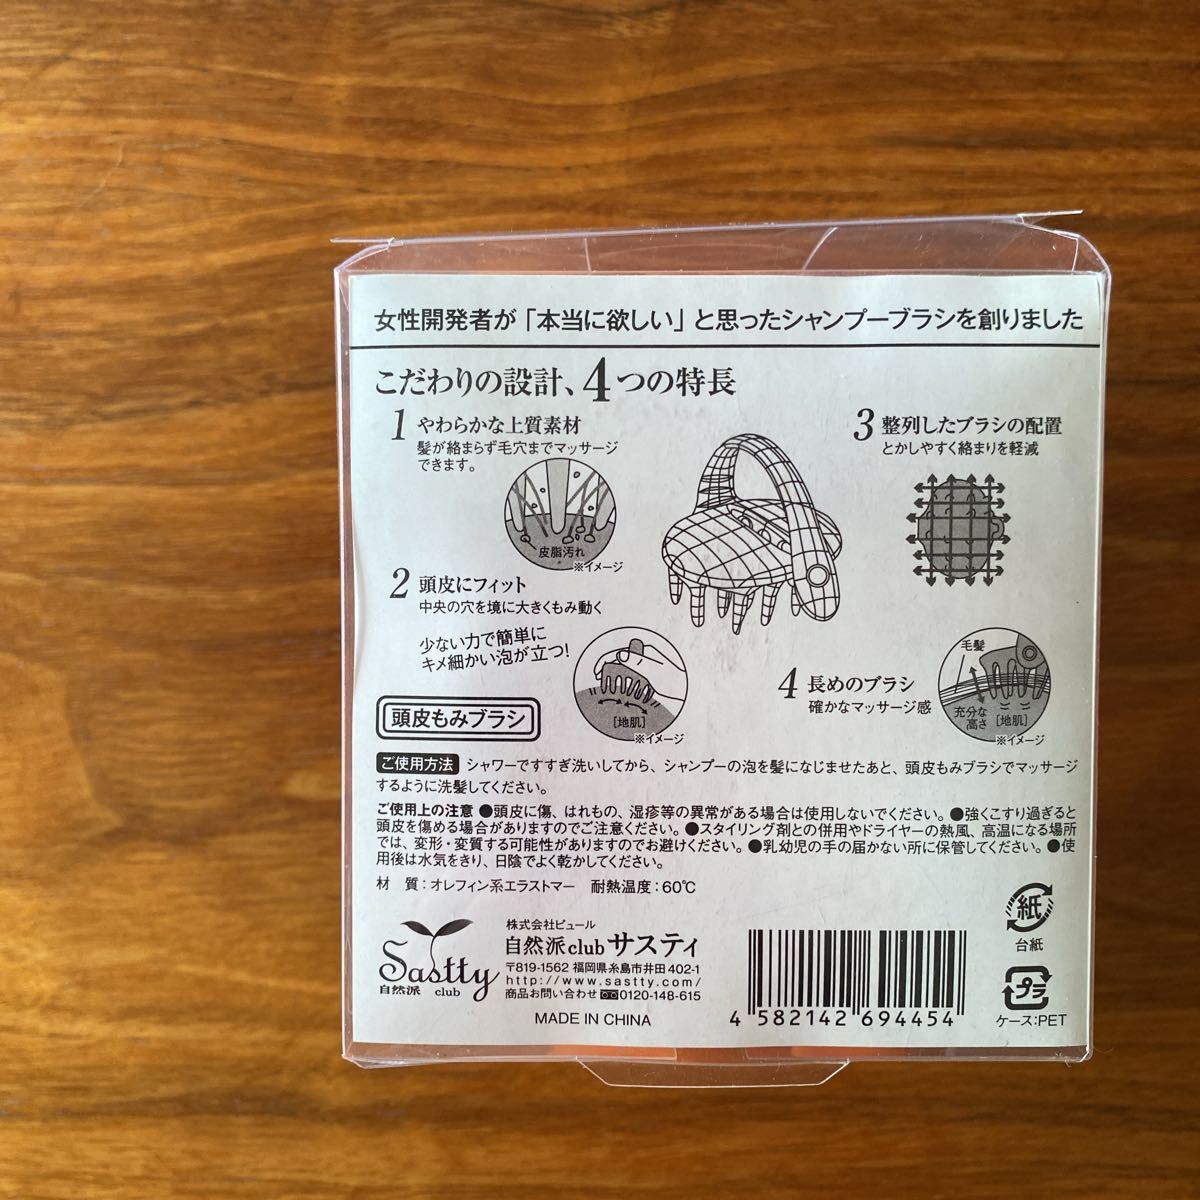 女性開発者が「本当に欲しい」と思ったシャンプーブラシを創りました
こだわりの設計、4つの特長
1 やわらかな上質素材
髪が絡まらず毛穴までマッサージ
できます。
皮脂汚れ
※イメージ
2 頭皮にフィット
中央の穴を境に大きくもみ動く
少ない力で簡単に
キメ細かい泡が立つ!
[地肌]
※イメージ
3 整列したブラシの配置
とかしやすく絡まりを軽減
4 長めのブラシ
確かなマッサージ感
毛髪
充分な
高さ
[地肌]
※イメージ
頭皮もみブラシ
ご使用方法 シャワーですすぎ洗いしてから、シャンプーの泡を髪になじませたあと、頭皮もみブラシでマッサージ
するように洗髪してください。
ご使用上の注意 ●頭皮に傷、はれもの、湿疹等の異常がある場合は使用しないでください。●強くこすり過ぎると
頭皮を傷める場合がありますのでご注意ください。●スタイリング剤との併用やドライヤーの熱風、高温になる場所
では、変形・変質する可能性がありますのでお避けください。●乳幼児の手の届かない所に保管してください。●使
用後は水気をきり、日陰でよく乾かしてください。
材 質:オレフィン系エラストマー 耐熱温度:60℃
Sastty
自然派 club
株式会社ピュール
自然派clubサスティ
〒819-1562 福岡県糸島市井田402-1
http://www.sastty.com/
商品お問い合わせ 0120-148-615
MADE IN CHINA
4 582142 694454
紙
台紙
プラ
ケース:PET